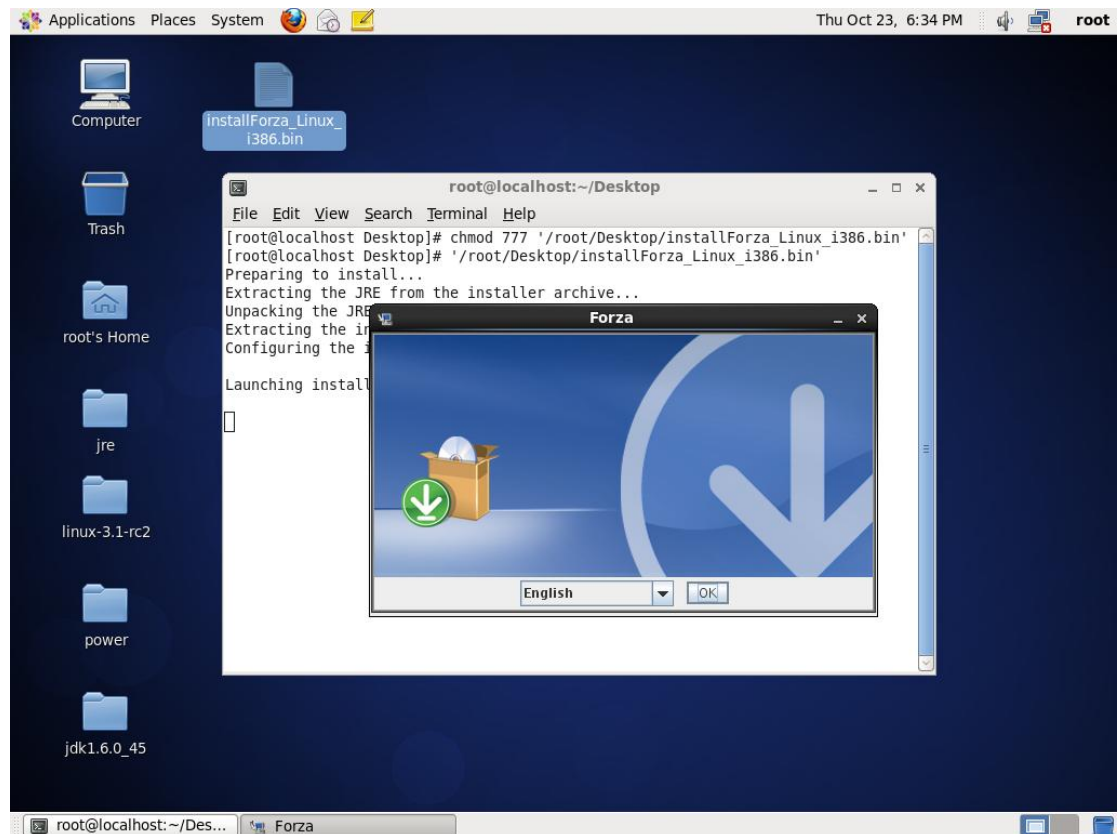 Applications Places System Thu Oct 23, 6:34 PM root
Computer
installForza_Linux_
i386.bin
Trash
root's Home
jre
linux-3.1-rc2
power
jdk1.6.0_45
root@localhost:~/Desktop
File Edit View Search Terminal Help
[root@localhost Desktop]# chmod 777 '/root/Desktop/installForza_Linux_i386.bin'
[root@localhost Desktop]# '/root/Desktop/installForza_Linux_i386.bin'
Preparing to install...
Extracting the JRE from the installer archive...
Unpacking the JRE
Extracting the in
Configuring the i
Launching install
Forza
English OK
root@localhost:~/Des... Forza